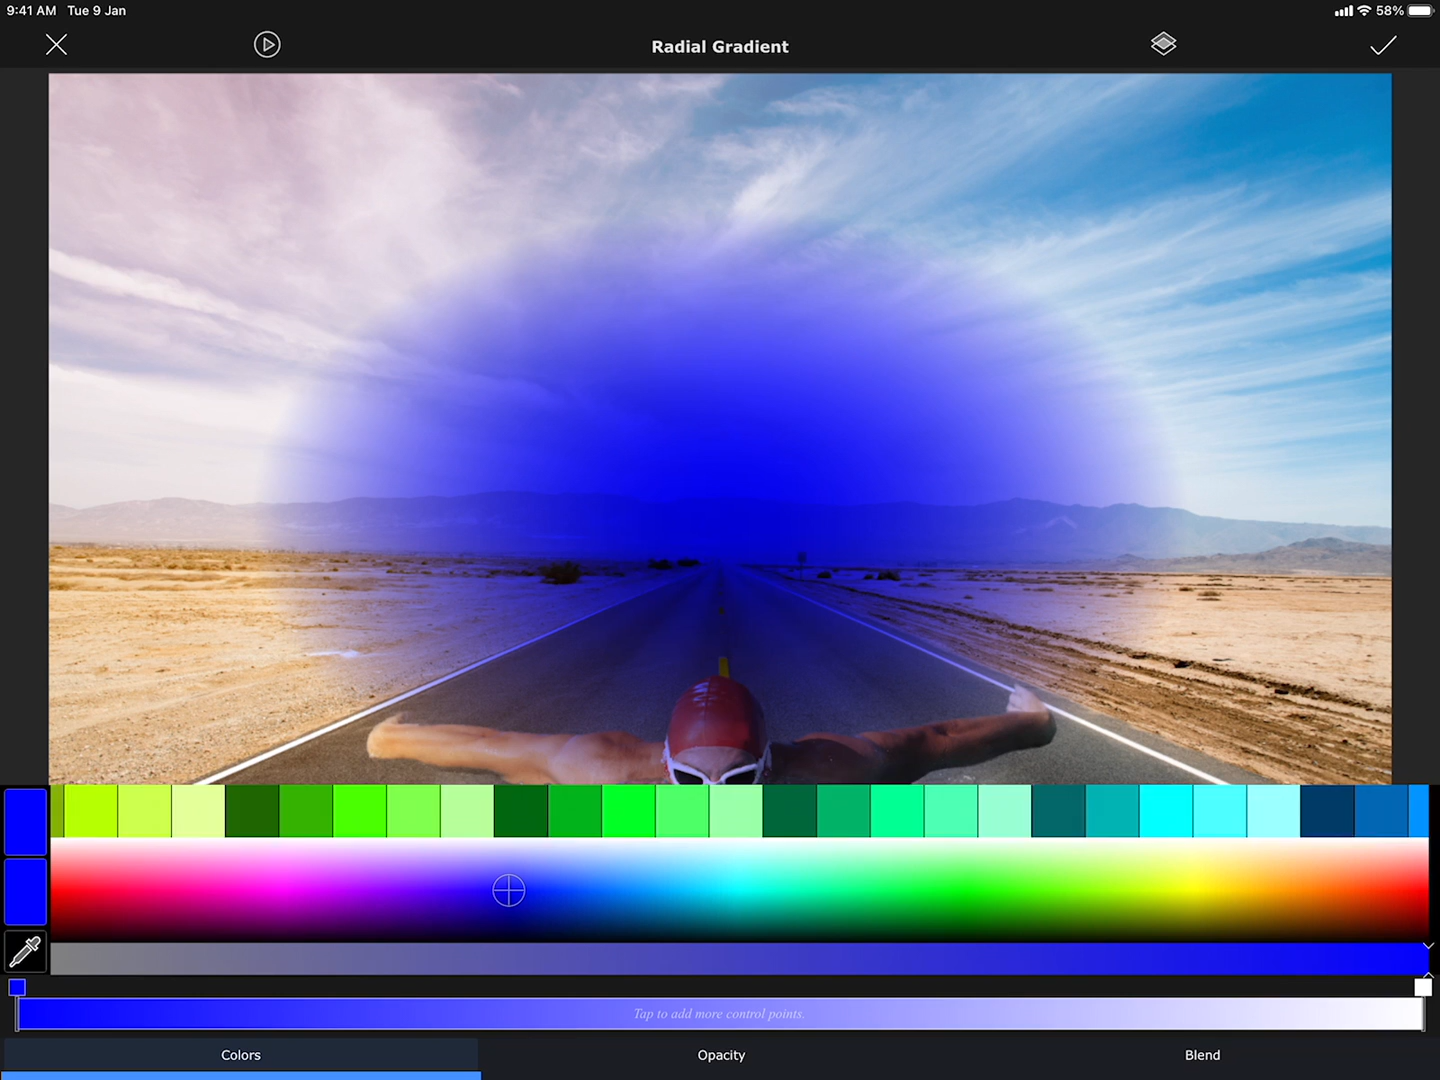 9:41 AM Tue 9 Jan
58%
Radial Gradient
Tap to add more control points.
Colors
Opacity
Blend